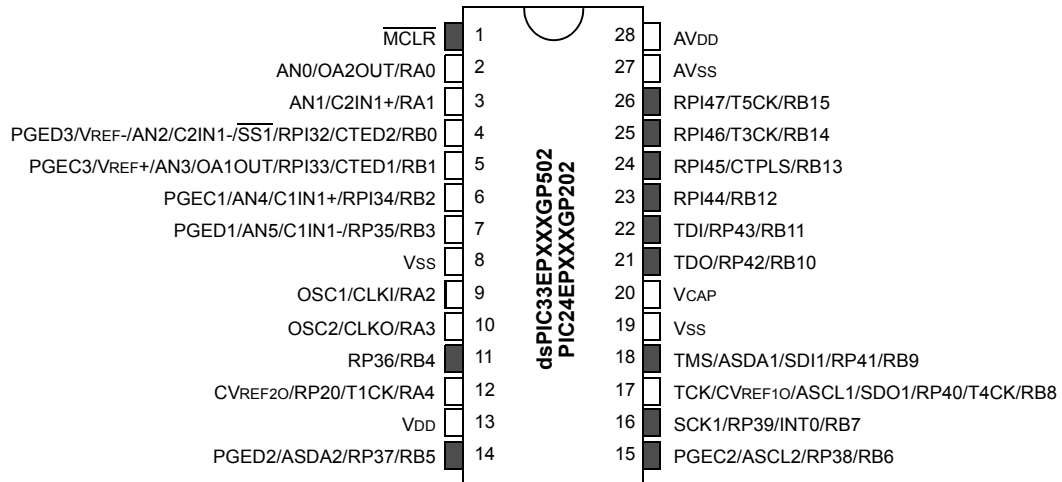 MCLR 1 28 AVDD
AN0/OA2OUT/RA0 2 27 AVSS
AN1/C2IN1+/RA1 3 26 RPI47/T5CK/RB15
PGED3/VREF-/AN2/C2IN1-/SS1/RPI32/CTED2/RB0 4 25 RPI46/T3CK/RB14
PGEC3/VREF+/AN3/OA1OUT/RPI33/CTED1/RB1 5 24 RPI45/CTPLS/RB13
PGEC1/AN4/C1IN1+/RPI34/RB2 6 23 RPI44/RB12
PGED1/AN5/C1IN1-/RP35/RB3 7 22 TDI/RP43/RB11
VSS 8 21 TDO/RP42/RB10
OSC1/CLKI/RA2 9 20 VCAP
OSC2/CLKO/RA3 10 19 VSS
RP36/RB4 11 18 TMS/ASDA1/SDI1/RP41/RB9
CVREF2O/RP20/T1CK/RA4 12 17 TCK/CVREF1O/ASCL1/SDO1/RP40/T4CK/RB8
VDD 13 16 SCK1/RP39/INT0/RB7
PGED2/ASDA2/RP37/RB5 14 15 PGEC2/ASCL2/RP38/RB6
dsPIC33EPXXXGP502
PIC24EPXXXGP202